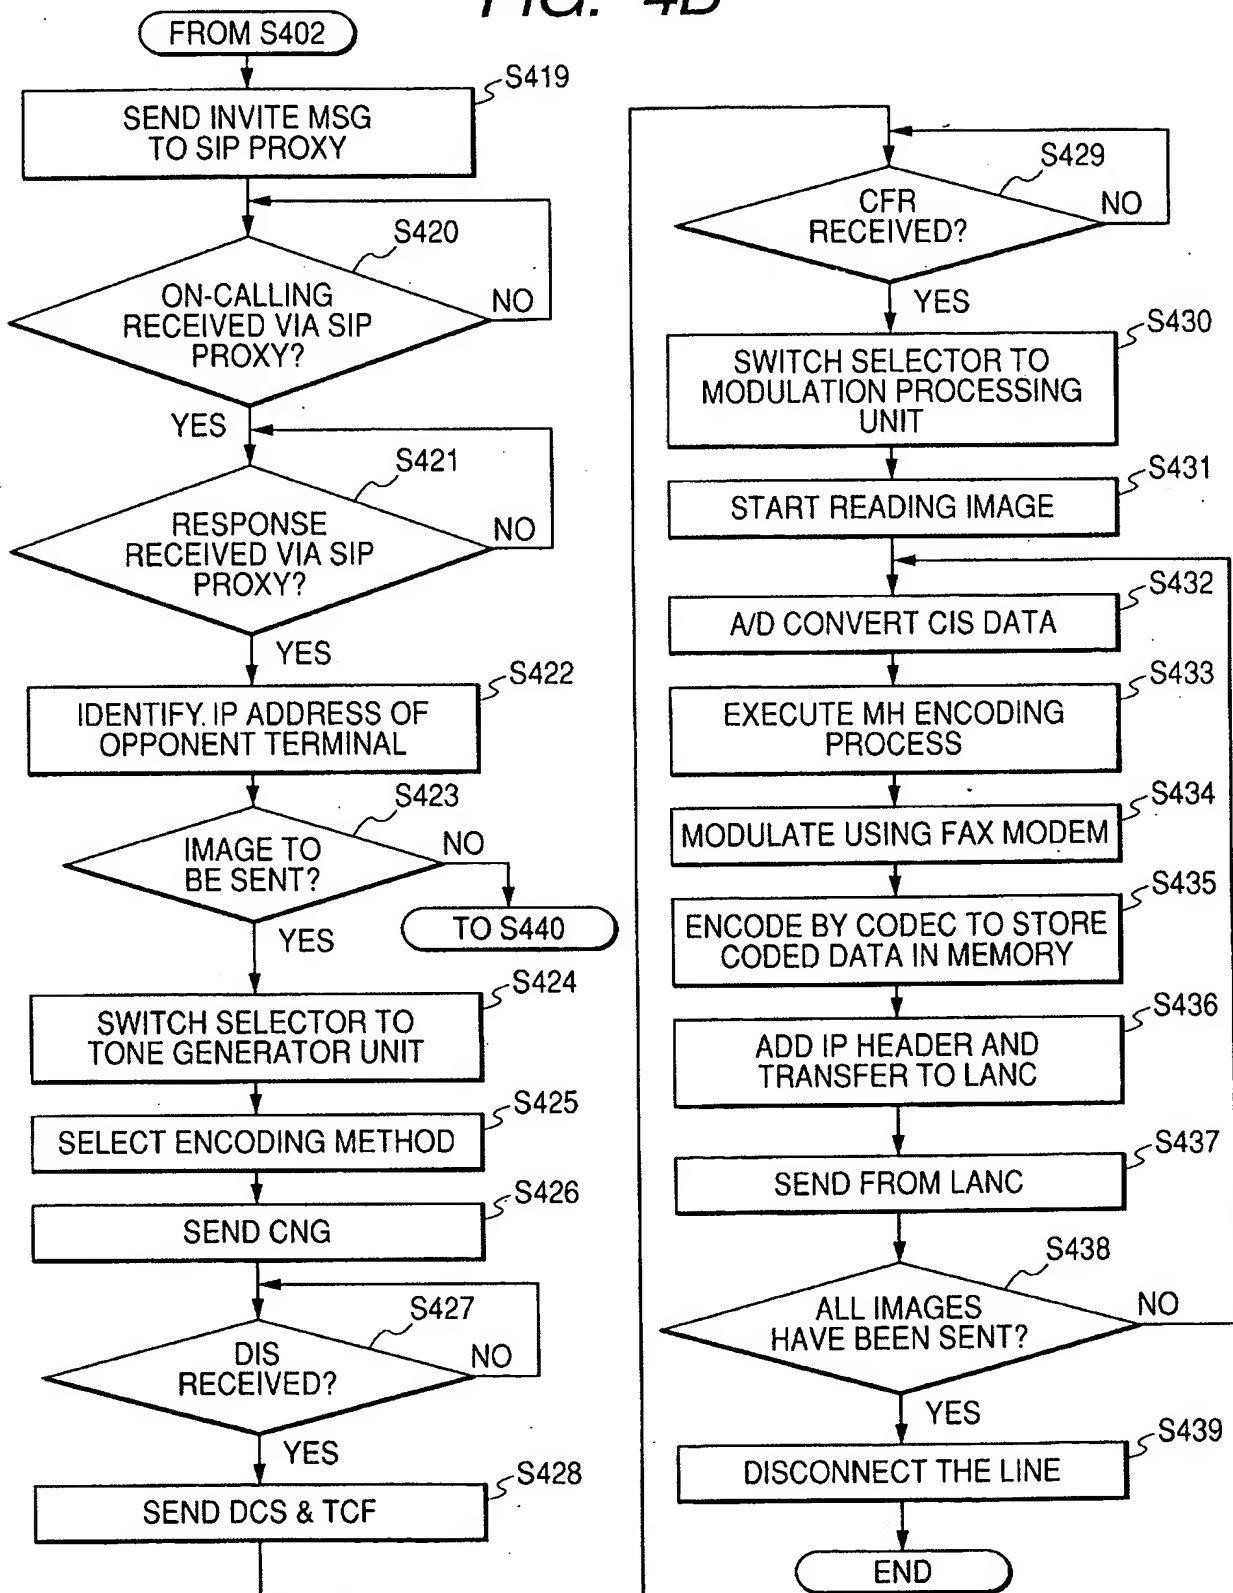 FIG. 4B
FROM S402
S419
SEND INVITE MSG
TO SIP PROXY
S420
ON-CALLING
RECEIVED VIA SIP
PROXY?
NO
YES
S421
RESPONSE
RECEIVED VIA SIP
PROXY?
NO
YES
S422
IDENTIFY. IP ADDRESS OF
OPPONENT TERMINAL
S423
IMAGE TO
BE SENT?
NO
TO S440
YES
S424
SWITCH SELECTOR TO
TONE GENERATOR UNIT
S425
SELECT ENCODING METHOD
S426
SEND CNG
S427
DIS
RECEIVED?
NO
YES
S428
SEND DCS & TCF
S429
CFR
RECEIVED?
NO
YES
S430
SWITCH SELECTOR TO
MODULATION PROCESSING
UNIT
S431
START READING IMAGE
S432
A/D CONVERT CIS DATA
S433
EXECUTE MH ENCODING
PROCESS
S434
MODULATE USING FAX MODEM
S435
ENCODE BY CODEC TO STORE
CODED DATA IN MEMORY
S436
ADD IP HEADER AND
TRANSFER TO LANC
S437
SEND FROM LANC
S438
ALL IMAGES
HAVE BEEN SENT?
NO
YES
S439
DISCONNECT THE LINE
END